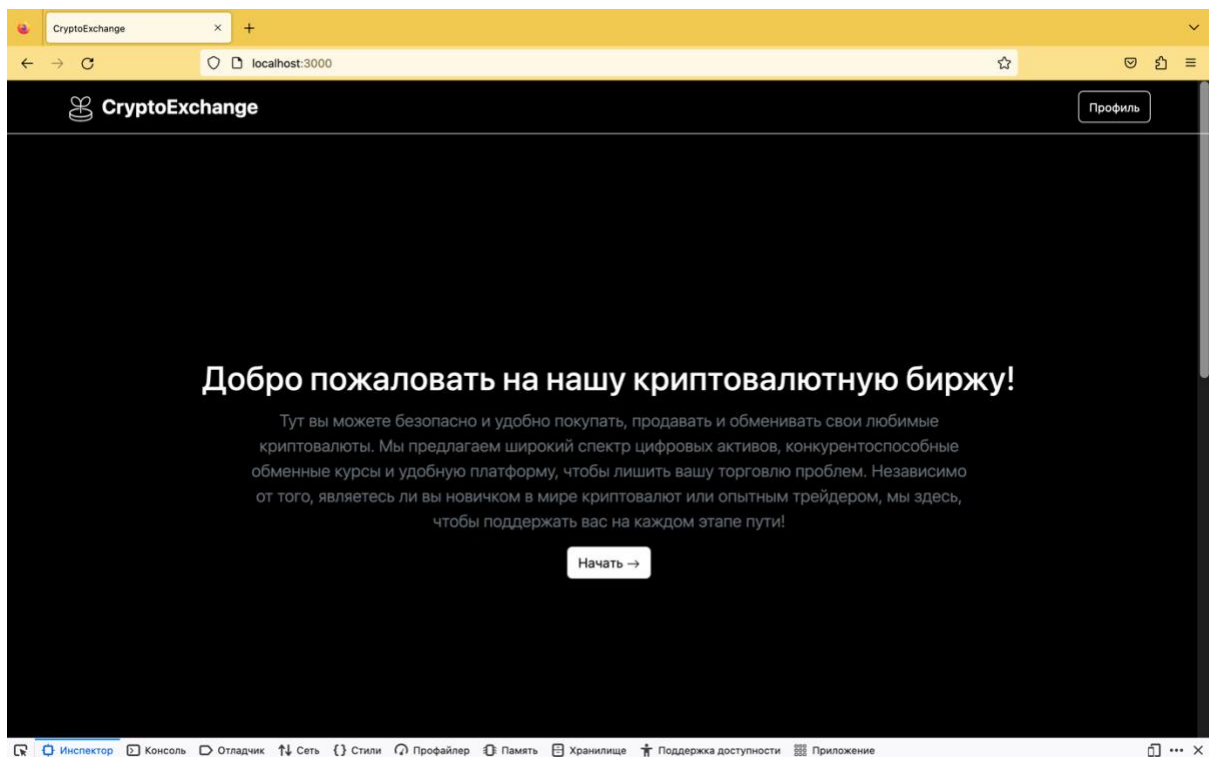 CryptoExchange
localhost:3000
CryptoExchange
Профиль
Добро пожаловать на нашу криптовалютную биржу!
Тут вы можете безопасно и удобно покупать, продавать и обменивать свои любимые
криптовалюты. Мы предлагаем широкий спектр цифровых активов, конкурентоспособные
обменные курсы и удобную платформу, чтобы лишить вашу торговлю проблем. Независимо
от того, являетесь ли вы новичком в мире криптовалют или опытным трейдером, мы здесь,
чтобы поддержать вас на каждом этапе пути!
Начать →
Инспектор Консоль Отладчик Сеть {} Стили Профайлер Память Хранилище Поддержка доступности Приложение